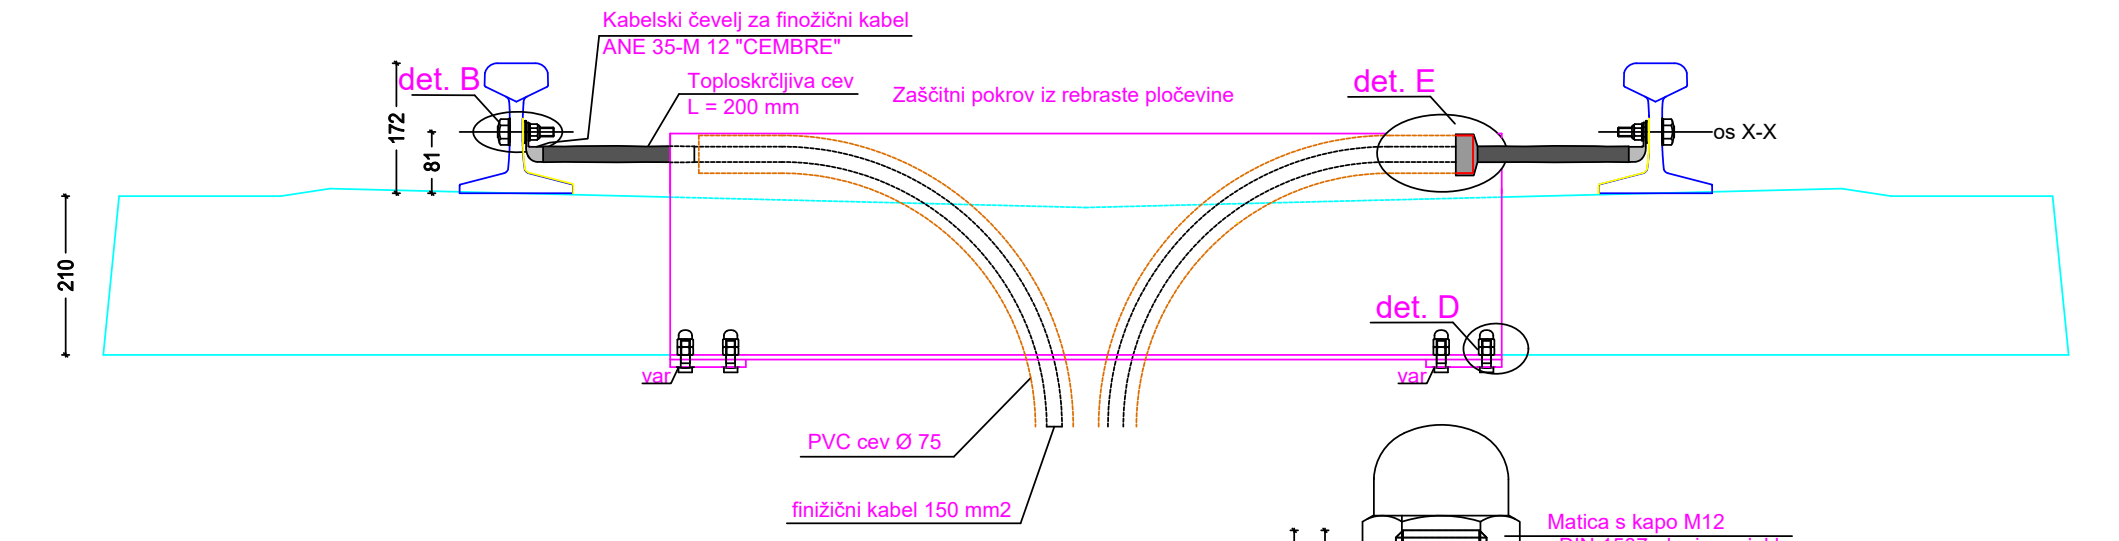 Kabelski čevelj za finožični kabel
ANE 35-M 12 "CEMBRE"
det. B
Toploskrčljiva cev
L = 200 mm
Zaščitni pokrov iz rebraste pločevine
det. E
172
81
os X-X
210
det. D
var
var
PVC cev Ø 75
finižični kabel 150 mm2
Matica s kapo M12